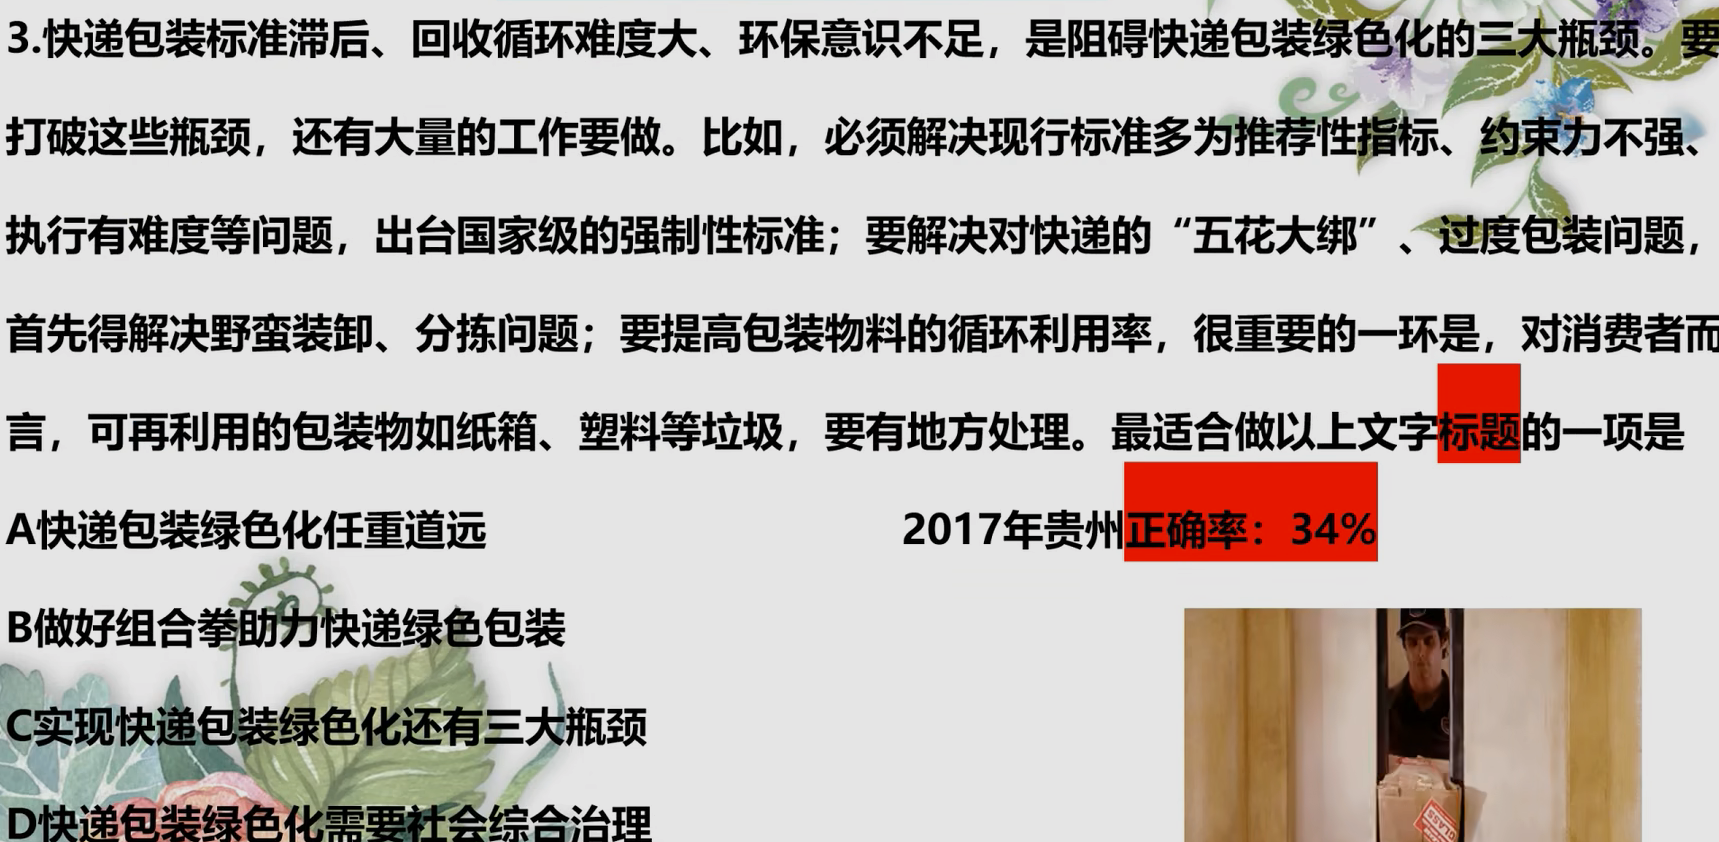 3.快递包装标准滞后、回收循环难度大、环保意识不足，是阻碍快递包装绿色化的三大瓶颈。要
打破这些瓶颈，还有大量的工作要做。比如，必须解决现行标准多为推荐性指标、约束力不强、
执行有难度等问题，出台国家级的强制性标准；要解决对快递的“五花大绑”、过度包装问题，
首先得解决野蛮装卸、分拣问题；要提高包装物料的循环利用率，很重要的一环是，对消费者而
言，可再利用的包装物如纸箱、塑料等垃圾，要有地方处理。最适合做以上文字标题的一项是
A快递包装绿色化任重道远 2017年贵州正确率：34%
B做好组合拳助力快递绿色包装
C实现快递包装绿色化还有三大瓶颈
D快递包装绿色化需要社会综合治理
GLASS